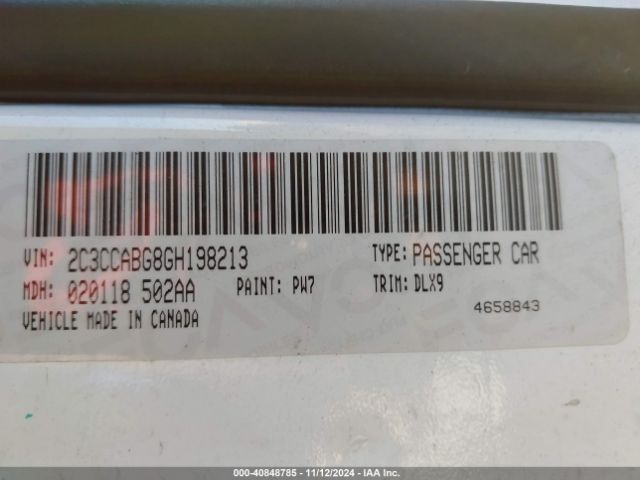 VIN: 2C3CCABG8GH198213 TYPE: PASSENGER CAR
MDH: 020118 502AA PAINT: PW7 TRIM: DLX9
VEHICLE MADE IN CANADA 4658843
000-40848785 - 11/12/2024 - IAA Inc.